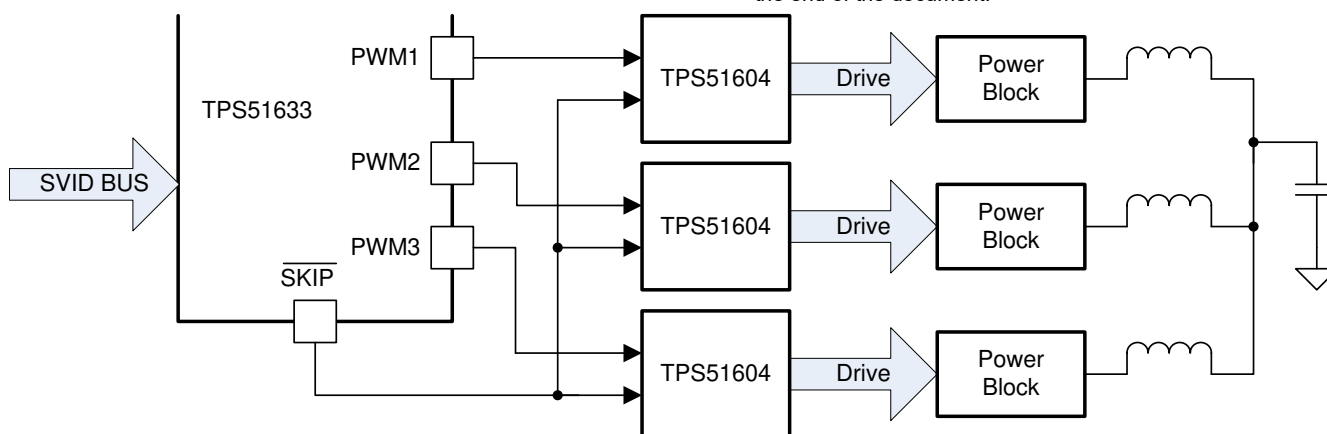 the end of the document.
PWM1
TPS51604
Drive
Power
Block
TPS51633
SVID BUS
PWM2
TPS51604
Drive
Power
Block
PWM3
SKIP
TPS51604
Drive
Power
Block